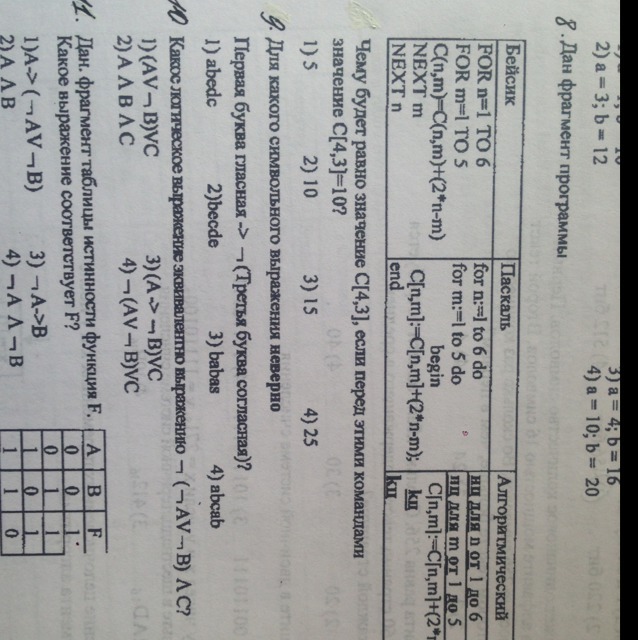 2) a = 3; b = 12
3) a = 4; b = 16
4) a = 10; b = 20
8. Дан фрагмент программы
Бейсик Паскаль Алгоритмический
FOR n=1 TO 6 for n:=1 to 6 do нц для n от 1 до 6
FOR m=1 TO 5 for m:=1 to 5 do нц для m от 1 до 5
C(n,m)=C(n,m)+(2*n-m) begin C[n,m]:=C[n,m]+(2*n
NEXT m C[n,m]:=C[n,m]+(2*n-m); кц
NEXT n end кц
Чему будет равно значение C[4,3], если перед этими командами
значение C[4,3]=10?
1) 5 2) 10 3) 15 4) 25
9. Для какого символьного выражения неверно
Первая буква гласная -> ¬ (Третья буква согласная)?
1) abedc 2)becde 3) babas 4) abcab
10 Какое логическое выражение эквивалентно выражению ¬ (¬AV¬B) Λ C?
1) (AV¬B)VC 3) (A -> ¬B)VC
2) A Λ B Λ C 4) ¬(AV¬B)VC
11. Дан. фрагмент таблицы истинности функция F,
Какое выражение соответствует F?
1)A-> (¬AV¬B) 3) ¬A->B
2) A Λ B 4) ¬A Λ ¬B
A B F
0 0 1
0 1 1
1 0 1
1 1 0